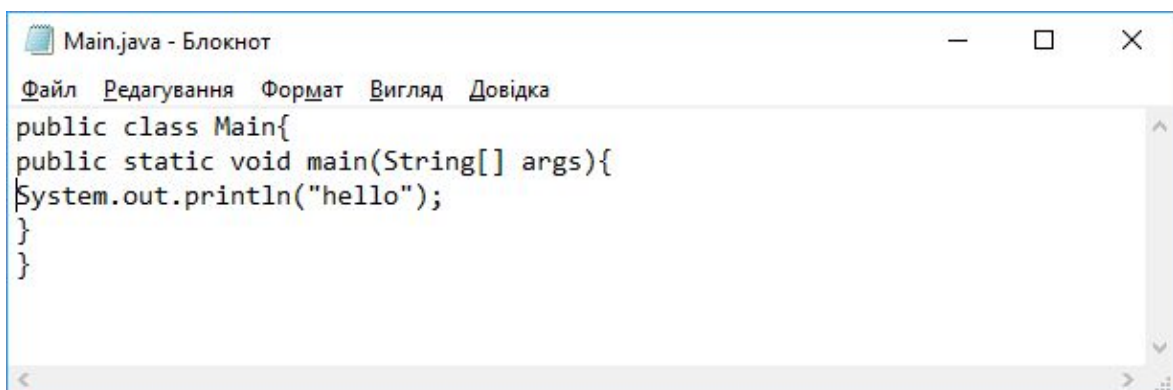 Main.java - Блокнот
Файл Редагування Формат Вигляд Довідка
public class Main{
public static void main(String[] args){
System.out.println("hello");
}
}